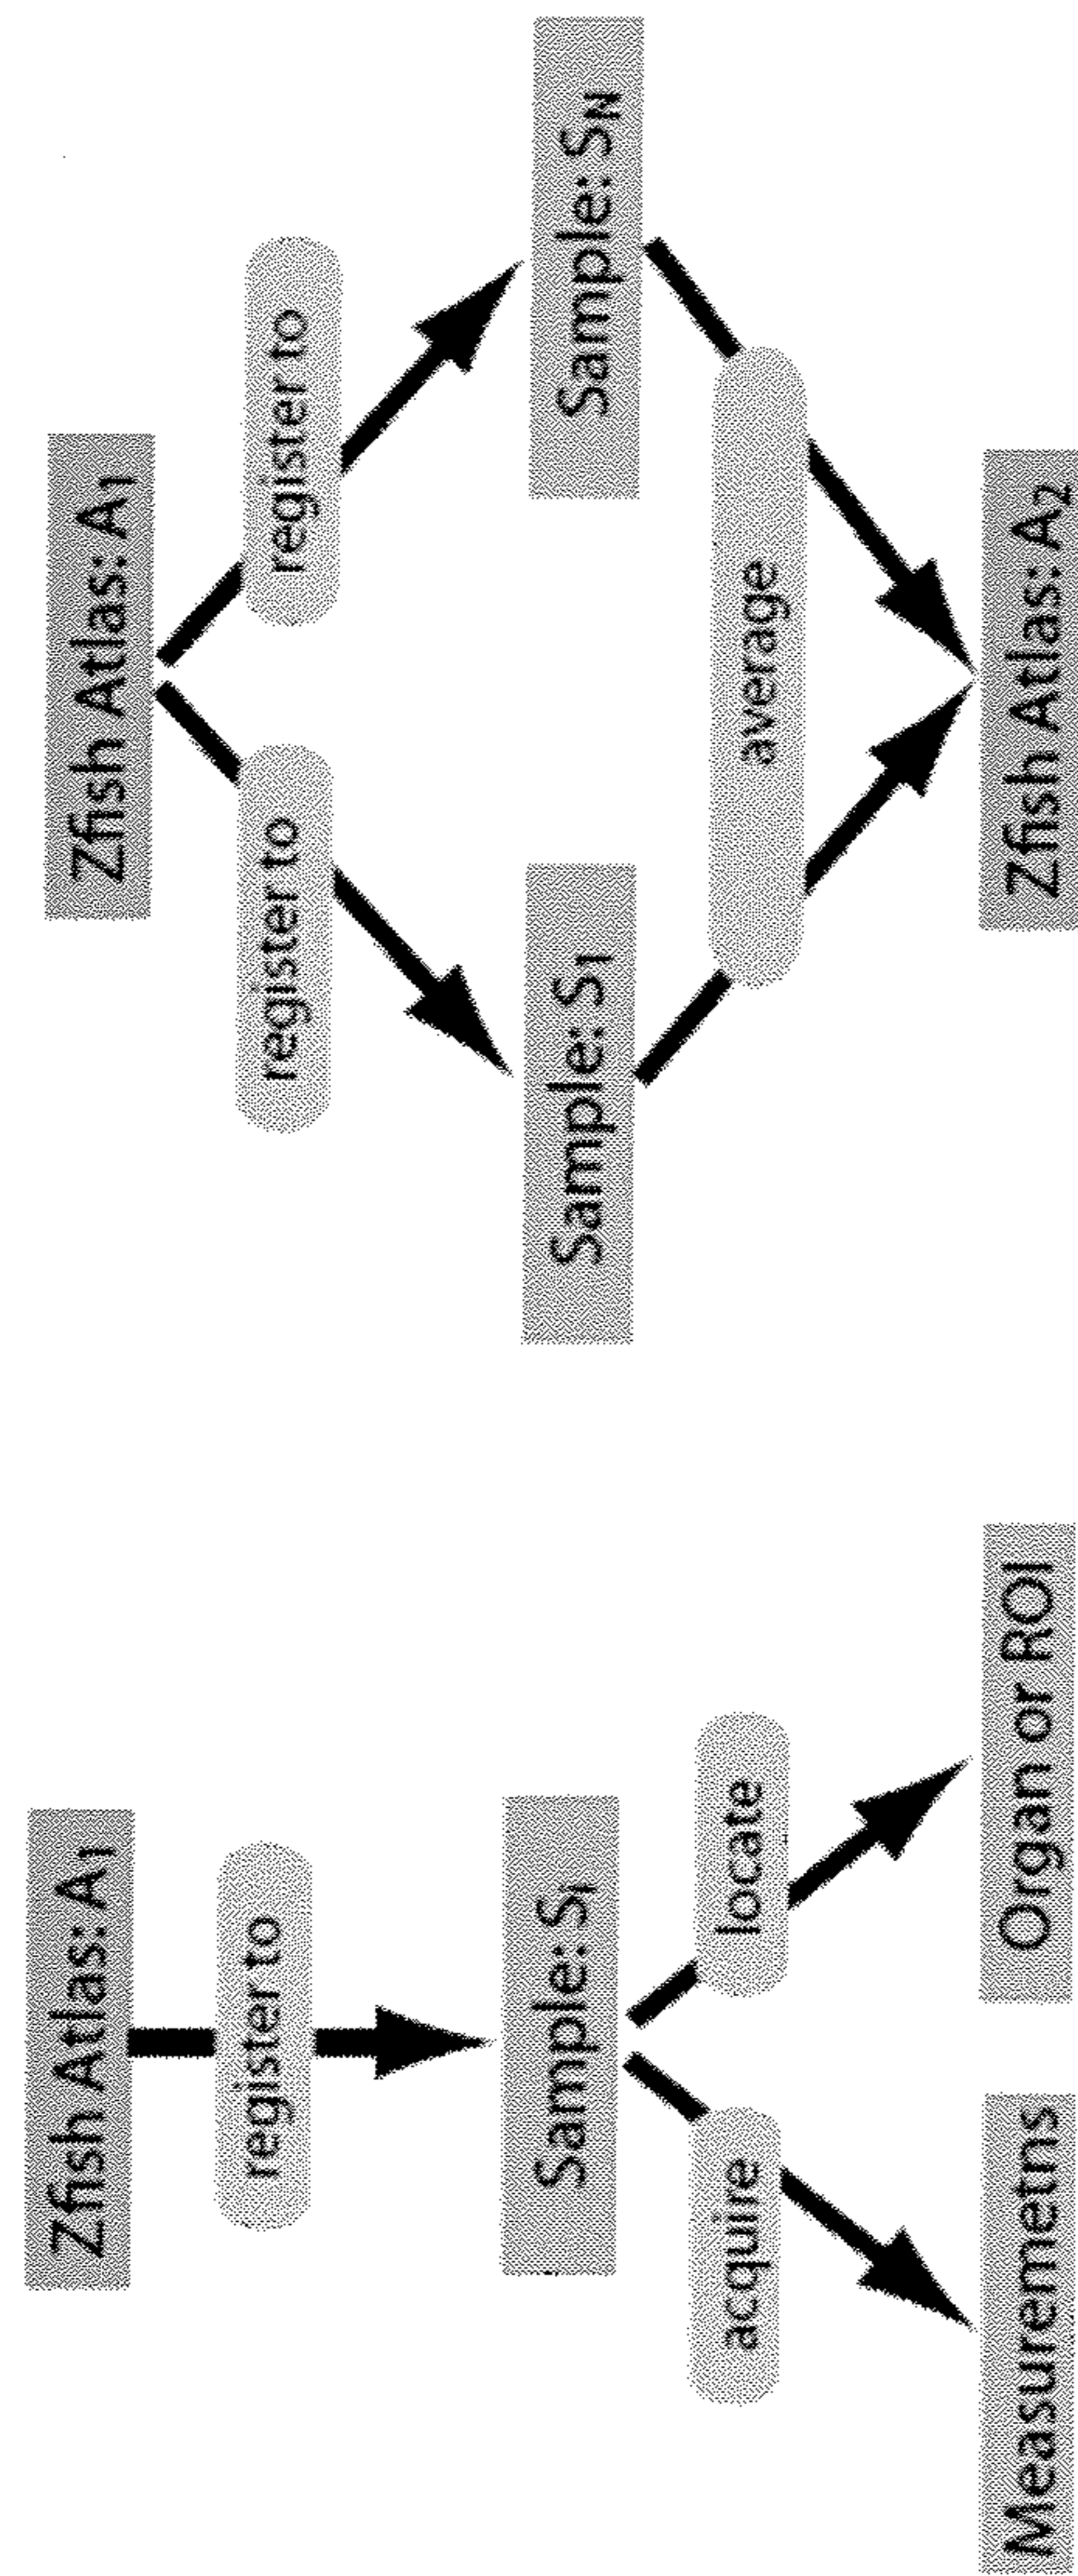 Zfish Atlas: A1
register to
Sample: S1
acquire
locate
Measuremetns
Organ or ROI
Zfish Atlas: A1
register to
register to
Sample: S1
Sample: SN
average
Zfish Atlas: A2